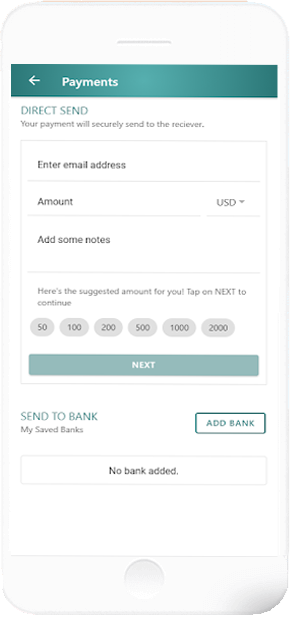 Payments
DIRECT SEND
Your payment will securely send to the reciever.
Enter email address
Amount USD
Add some notes
Here's the suggested amount for you! Tap on NEXT to
continue
50 100 200 500 1000 2000
NEXT
SEND TO BANK
ADD BANK
My Saved Banks
No bank added.